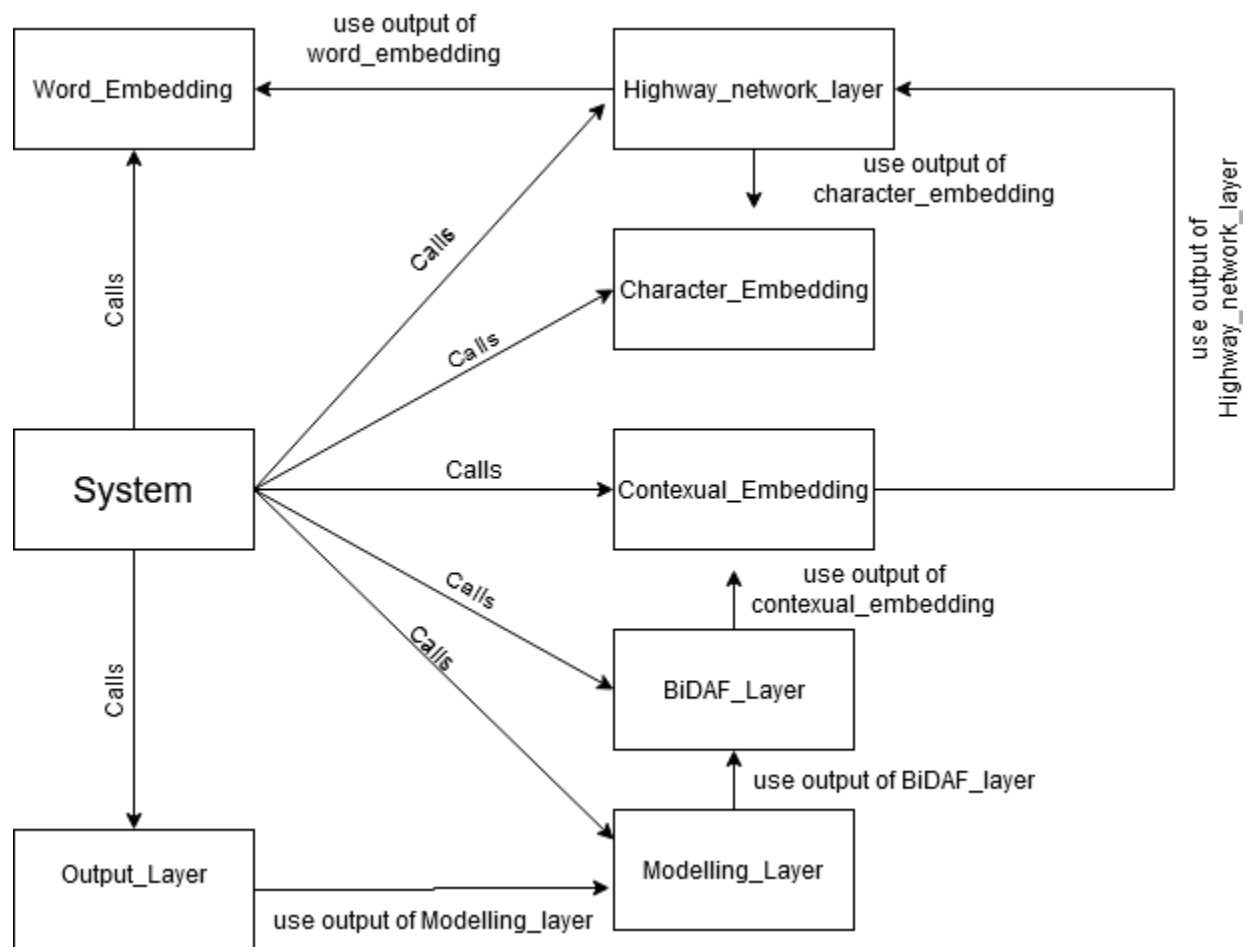 use output of
word_embedding
Word_Embedding
Highway_network_layer
use output of
character_embedding
Calls
Calls
Character_Embedding
Calls
use output of
Highway_network_layer
System
Calls
Contexual_Embedding
Calls
use output of
contexual_embedding
Calls
Calls
BiDAF_Layer
use output of BiDAF_layer
Output_Layer
Modelling_Layer
use output of Modelling_layer